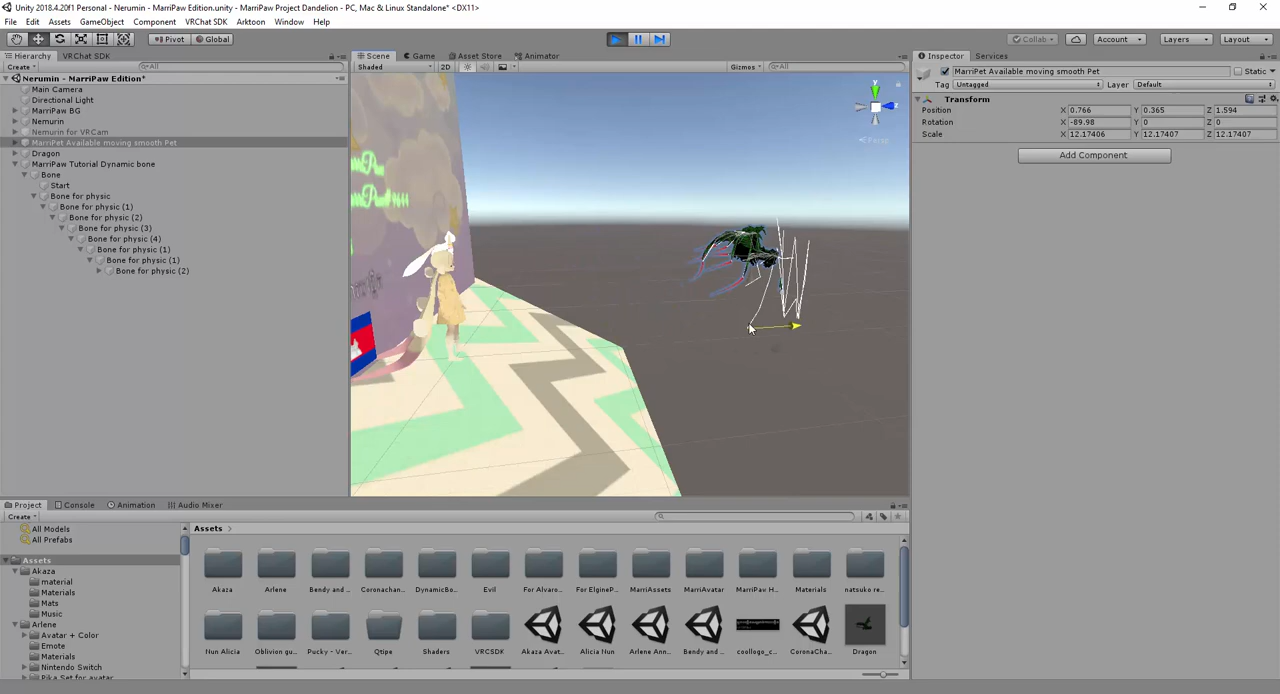 Unity 2018.4.20f1 Personal - Nerumin - MarriPaw Edition.unity - MarriPaw Project Dandelion - PC, Mac & Linux Standalone* <DX11>
File Edit Assets GameObject Component VRChat SDK Arktoon Window Help
Pivot Global Collab Account Layers Layout
Hierarchy VRChat SDK
Create All
Nerumin - MarriPaw Edition*
Main Camera
Directional Light
MarriPaw BG
Nemurin
Nemurin for VRCam
MarriPet Available moving smooth Pet
Dragon
MarriPaw Tutorial Dynamic bone
Bone
Start
Bone for physic
Bone for physic (1)
Bone for physic (2)
Bone for physic (3)
Bone for physic (4)
Bone for physic (1)
Bone for physic (1)
Bone for physic (2)
Scene Game Asset Store Animator
Shaded 2D Gizmos All
y
z
Persp
Inspector Services
MarriPet Available moving smooth Pet Static
Tag Untagged Layer Default
Transform
Position X 0.766 Y 0.365 Z 1.594
Rotation X -89.98 Y 0 Z 0
Scale X 12.17406 Y 12.17407 Z 12.17407
Add Component
Project Console Animation Audio Mixer
Create
All Models
All Prefabs
Assets
Akaza
material
Materials
Mats
Music
Arlene
Avatar + Color
Emote
Materials
Nintendo Switch
Pika Set for avatar
Assets
Akaza Arlene Bendy and ... Coronachan... DynamicBo... Evil For Alvaro... For ElgineP... MarriAssets MarriAvatar MarriPaw H... Materials natsuko re...
Nun Alicia Oblivion gu... Pucky - Ver... Qtipe Shaders VRCSDK Akaza Avat... Alicia Nun Arlene Ann... Bendy and ... coollogo_c... CoronaCha... Dragon